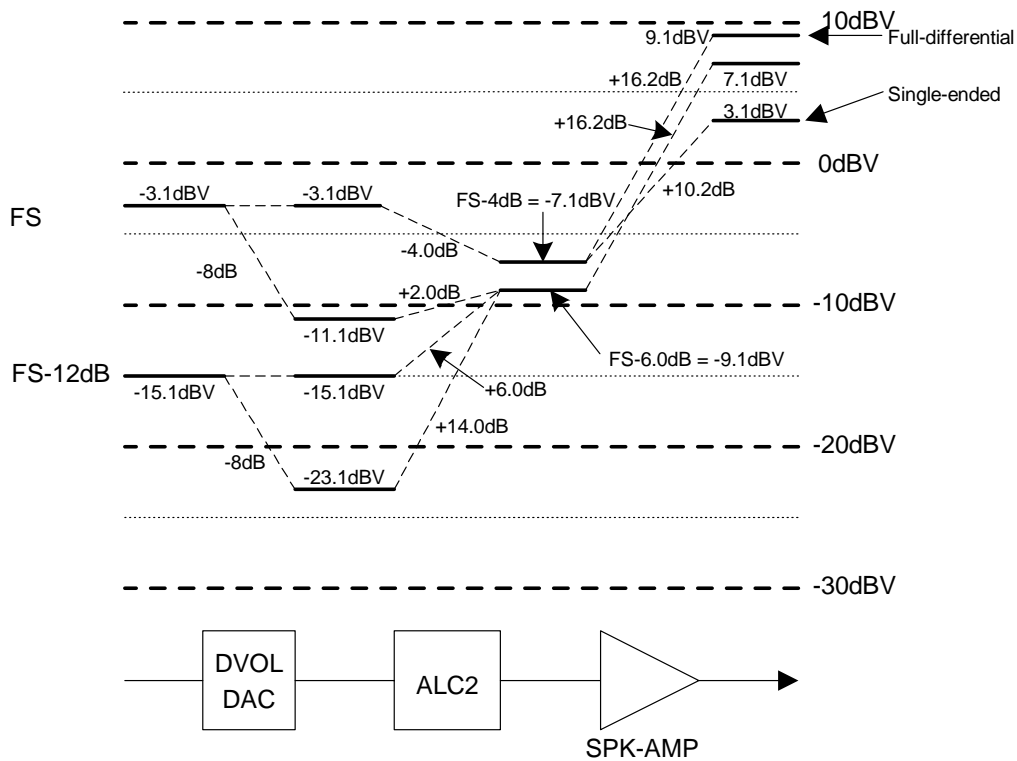 10dBV
9.1dBV
Full-differential
+16.2dB
7.1dBV
Single-ended
3.1dBV
+16.2dB
0dBV
-3.1dBV
-3.1dBV
FS-4dB = -7.1dBV
+10.2dB
FS
-4.0dB
-8dB
+2.0dB
-10dBV
-11.1dBV
FS-6.0dB = -9.1dBV
FS-12dB
-15.1dBV
-15.1dBV
+6.0dB
+14.0dB
-20dBV
-8dB
-23.1dBV
-30dBV
DVOL
DAC
ALC2
SPK-AMP